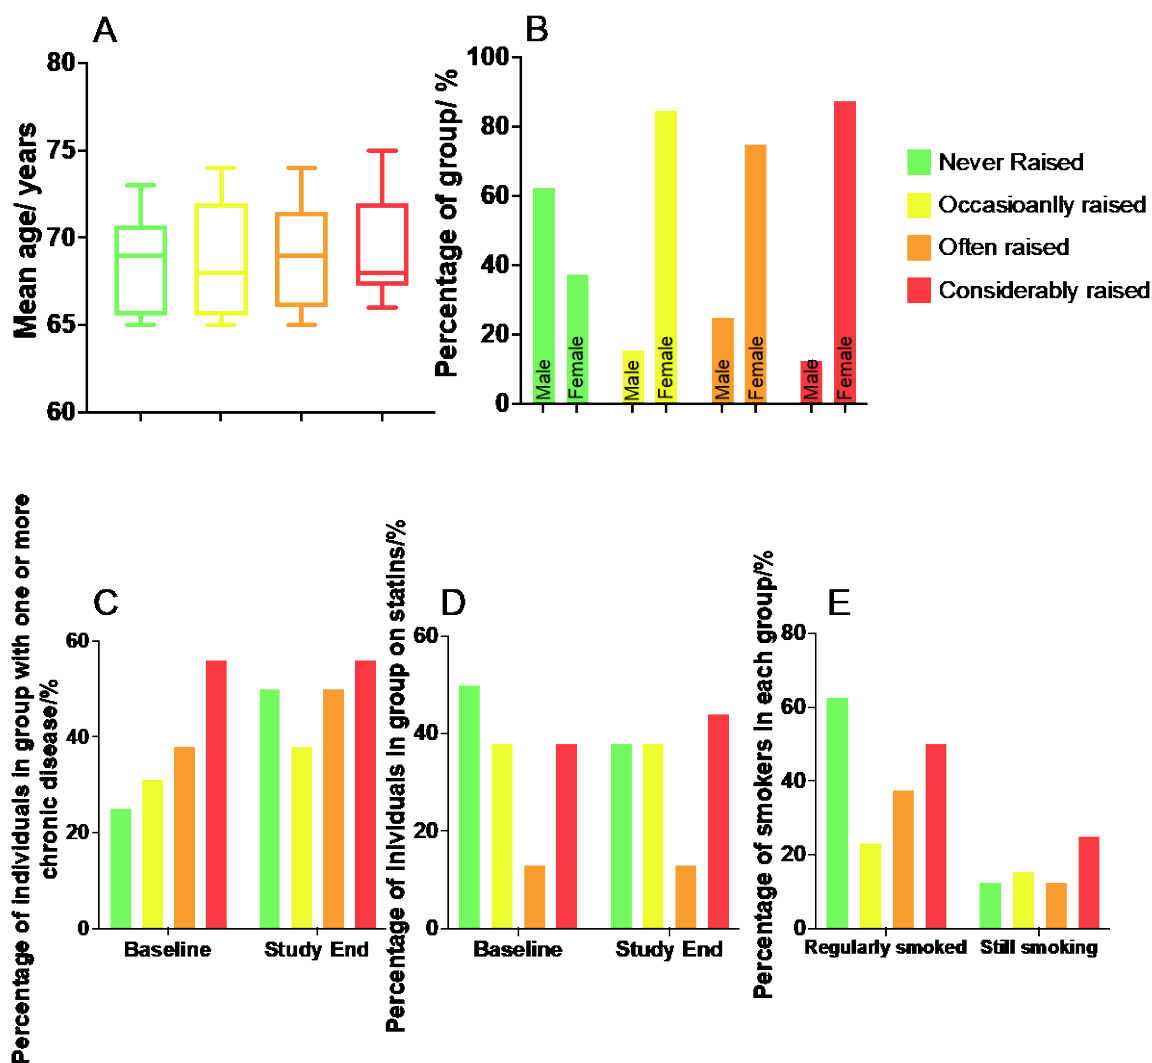 A
Mean age/ years
80
75
70
65
60
B
Percentage of group/ %
100
80
60
40
20
0
Male
Female
Male
Female
Male
Female
Male
Female
Never Raised
Occasioanlly raised
Often raised
Considerably raised
C
Percentage of individuals in group with one or more
chronic disease/%
60
40
20
0
Baseline
Study End
D
Percentage of inividuals in group on statins/%
60
40
20
0
Baseline
Study End
E
Percentage of smokers in each group/%
80
60
40
20
0
Regularly smoked
Still smoking